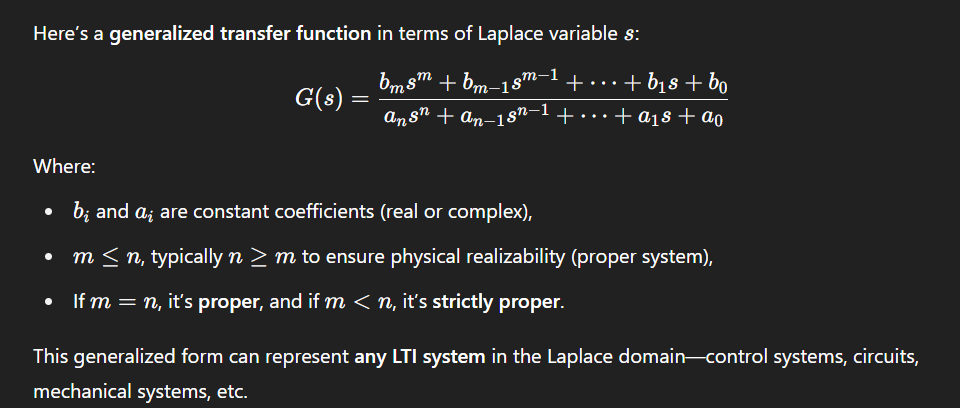 Here’s a generalized transfer function in terms of Laplace variable s:
G(s) = \frac{b_m s^m + b_{m-1} s^{m-1} + \cdots + b_1 s + b_0}{a_n s^n + a_{n-1} s^{n-1} + \cdots + a_1 s + a_0}
Where:
• b_i and a_i are constant coefficients (real or complex),
• m ≤ n, typically n ≥ m to ensure physical realizability (proper system),
• If m = n, it’s proper, and if m < n, it’s strictly proper.
This generalized form can represent any LTI system in the Laplace domain—control systems, circuits,
mechanical systems, etc.